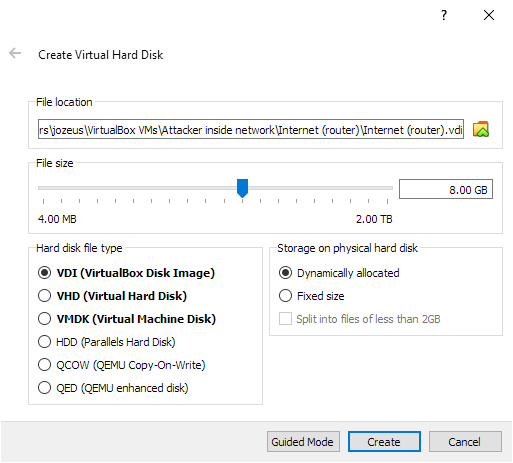 ?
Create Virtual Hard Disk
File location
rs\jozeus\VirtualBox VMs\Attacker inside network\Internet (router)\Internet (router).vdi
File size
8.00 GB
4.00 MB
2.00 TB
Hard disk file type
VDI (VirtualBox Disk Image)
VHD (Virtual Hard Disk)
VMDK (Virtual Machine Disk)
HDD (Parallels Hard Disk)
QCOW (QEMU Copy-On-Write)
QED (QEMU enhanced disk)
Storage on physical hard disk
Dynamically allocated
Fixed size
Split into files of less than 2GB
Guided Mode
Create
Cancel